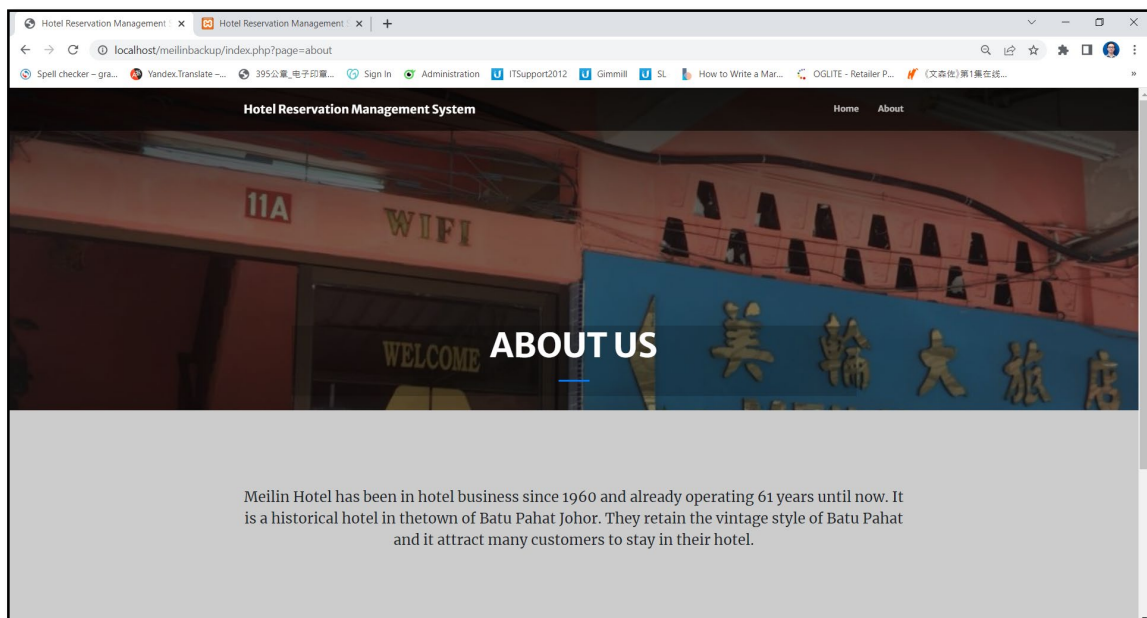 Hotel Reservation Management S
Hotel Reservation Management S
localhost/meilinbackup/index.php?page=about
Spell checker – gra... Yandex.Translate –... 395公章_电子印章... Sign In Administration ITSupport2012 Gimmill SL How to Write a Mar... OGLITE - Retailer P... (文森佐)第1集在线...
Hotel Reservation Management System Home About
11A
WIFI
WELCOME
ABOUT US
美輪大旅店
Meilin Hotel has been in hotel business since 1960 and already operating 61 years until now. It
is a historical hotel in thetown of Batu Pahat Johor. They retain the vintage style of Batu Pahat
and it attract many customers to stay in their hotel.